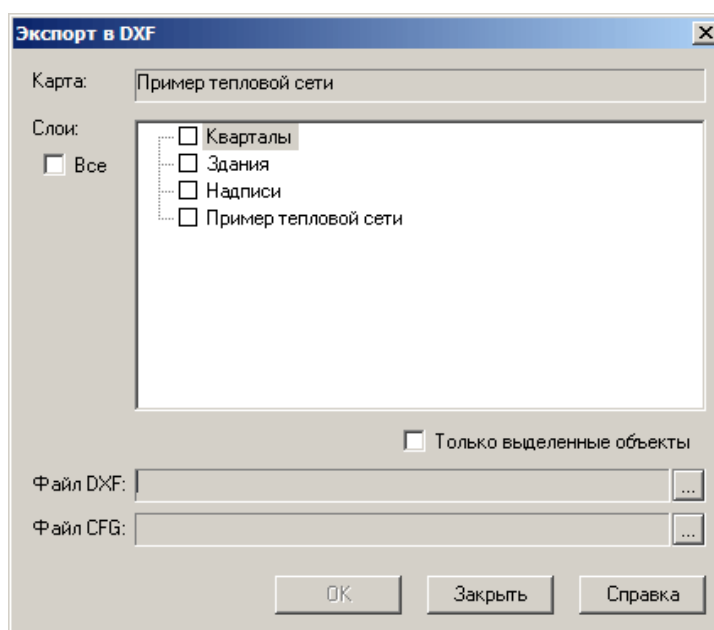 Экспорт в DXF
Карта: Пример тепловой сети
Слои:
Все
Кварталы
Здания
Надписи
Пример тепловой сети
Только выделенные объекты
Файл DXF: ...
Файл CFG: ...
OK Закрыть Справка